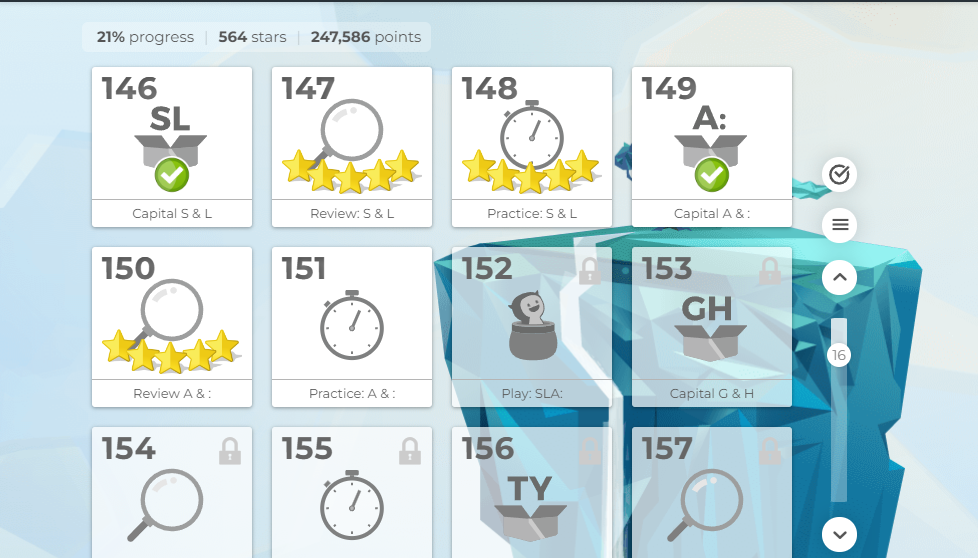 21% progress | 564 stars | 247,586 points
146 147 148 149
SL A:
Capital S & L Review: S & L Practice: S & L Capital A & :
150 151 152 153
GH
Review A & : Practice: A & : Play: SLA: Capital G & H
16
154 155 156 157
TY